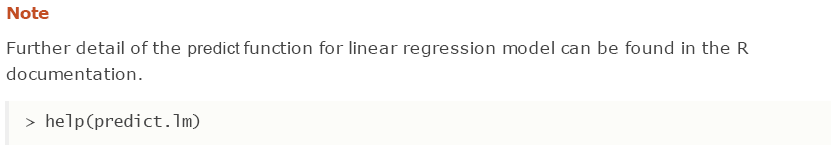 Note
Further detail of the predict function for linear regression model can be found in the R
documentation.
> help(predict.lm)